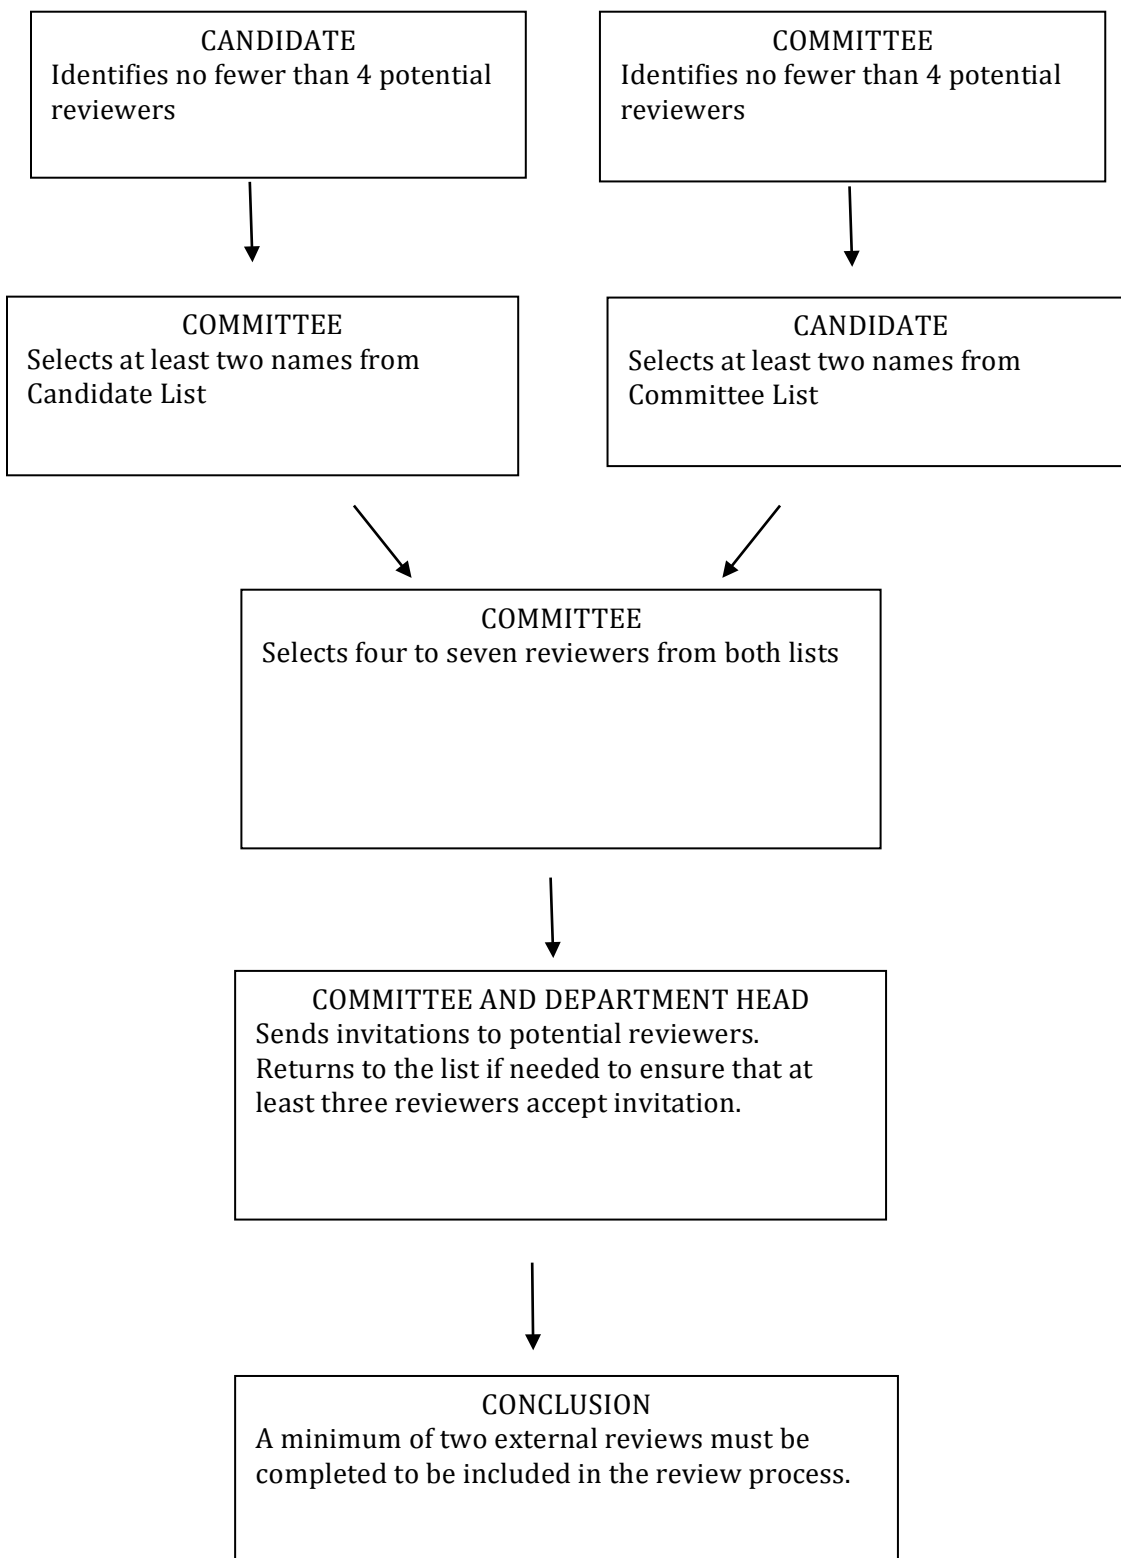 CANDIDATE
Identifies no fewer than 4 potential
reviewers
COMMITTEE
Identifies no fewer than 4 potential
reviewers
COMMITTEE
Selects at least two names from
Candidate List
CANDIDATE
Selects at least two names from
Committee List
COMMITTEE
Selects four to seven reviewers from both lists
COMMITTEE AND DEPARTMENT HEAD
Sends invitations to potential reviewers.
Returns to the list if needed to ensure that at
least three reviewers accept invitation.
CONCLUSION
A minimum of two external reviews must be
completed to be included in the review process.